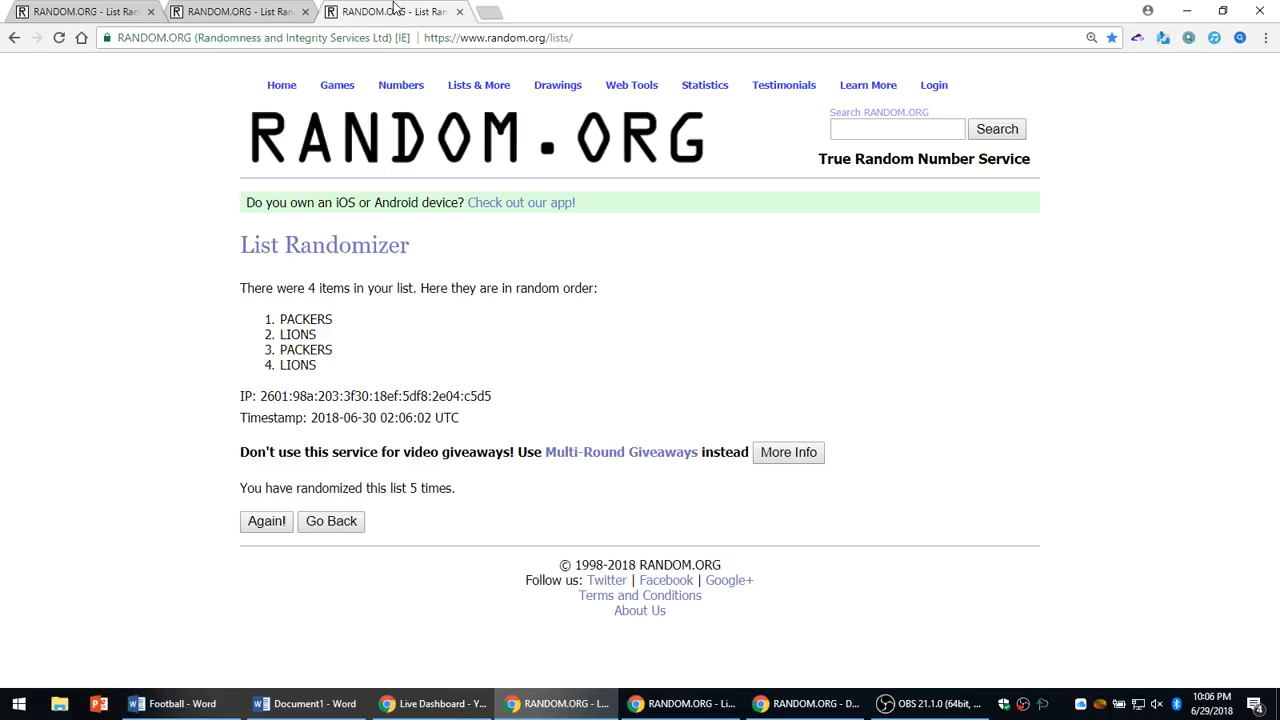 RANDOM.ORG - List Ran
RANDOM.ORG - List Ran
RANDOM.ORG - List Ran
RANDOM.ORG (Randomness and Integrity Services Ltd) [IE] https://www.random.org/lists/
Home Games Numbers Lists & More Drawings Web Tools Statistics Testimonials Learn More Login
RANDOM.ORG
Search RANDOM.ORG
Search
True Random Number Service
Do you own an iOS or Android device? Check out our app!
List Randomizer
There were 4 items in your list. Here they are in random order:
1. PACKERS
2. LIONS
3. PACKERS
4. LIONS
IP: 2601:98a:203:3f30:18ef:5df8:2e04:c5d5
Timestamp: 2018-06-30 02:06:02 UTC
Don't use this service for video giveaways! Use Multi-Round Giveaways instead More Info
You have randomized this list 5 times.
Again! Go Back
© 1998-2018 RANDOM.ORG
Follow us: Twitter | Facebook | Google+
Terms and Conditions
About Us
Football - Word Document1 - Word Live Dashboard - Y... RANDOM.ORG - L... RANDOM.ORG - Li... RANDOM.ORG - D... OBS 21.1.0 (64bit, ...
10:06 PM
6/29/2018
4